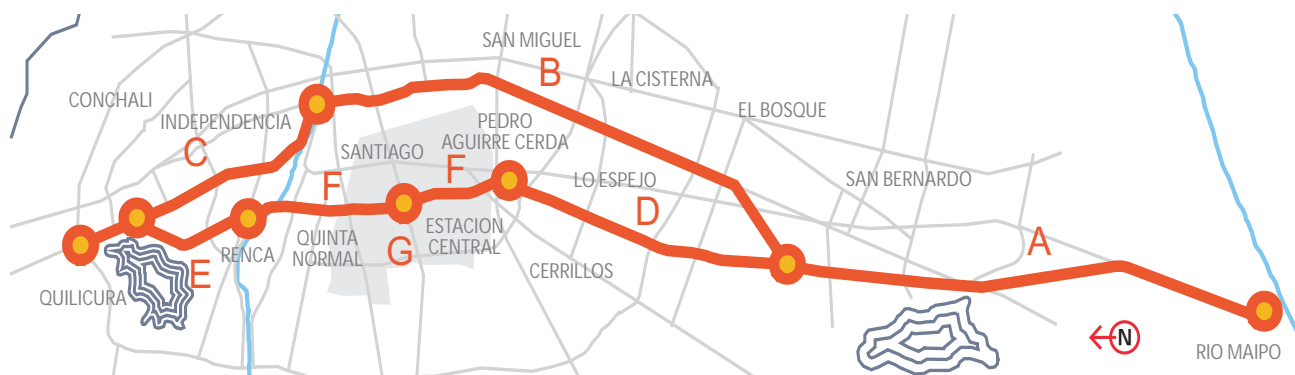 SAN MIGUEL
B
LA CISTERNA
CONCHALI
EL BOSQUE
INDEPENDENCIA
PEDRO
AGUIRRE CERDA
C
SANTIAGO
F
F
LO ESPEJO
SAN BERNARDO
D
A
RENCA
QUINTA
NORMAL
ESTACION
CENTRAL
G
E
CERRILLOS
QUILICURA
N
RIO MAIPO